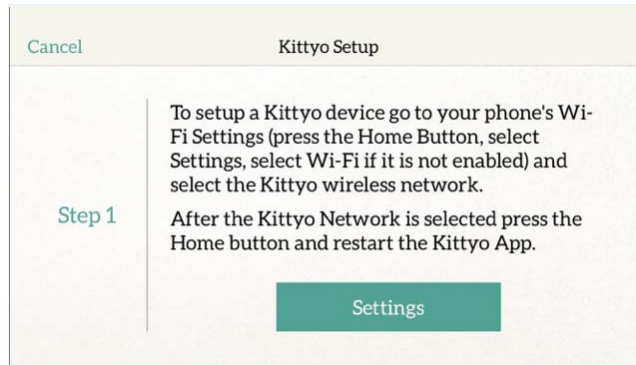 Cancel
Kittyo Setup
To setup a Kittyo device go to your phone's Wi-
Fi Settings (press the Home Button, select
Settings, select Wi-Fi if it is not enabled) and
select the Kittyo wireless network.
Step 1
After the Kittyo Network is selected press the
Home button and restart the Kittyo App.
Settings